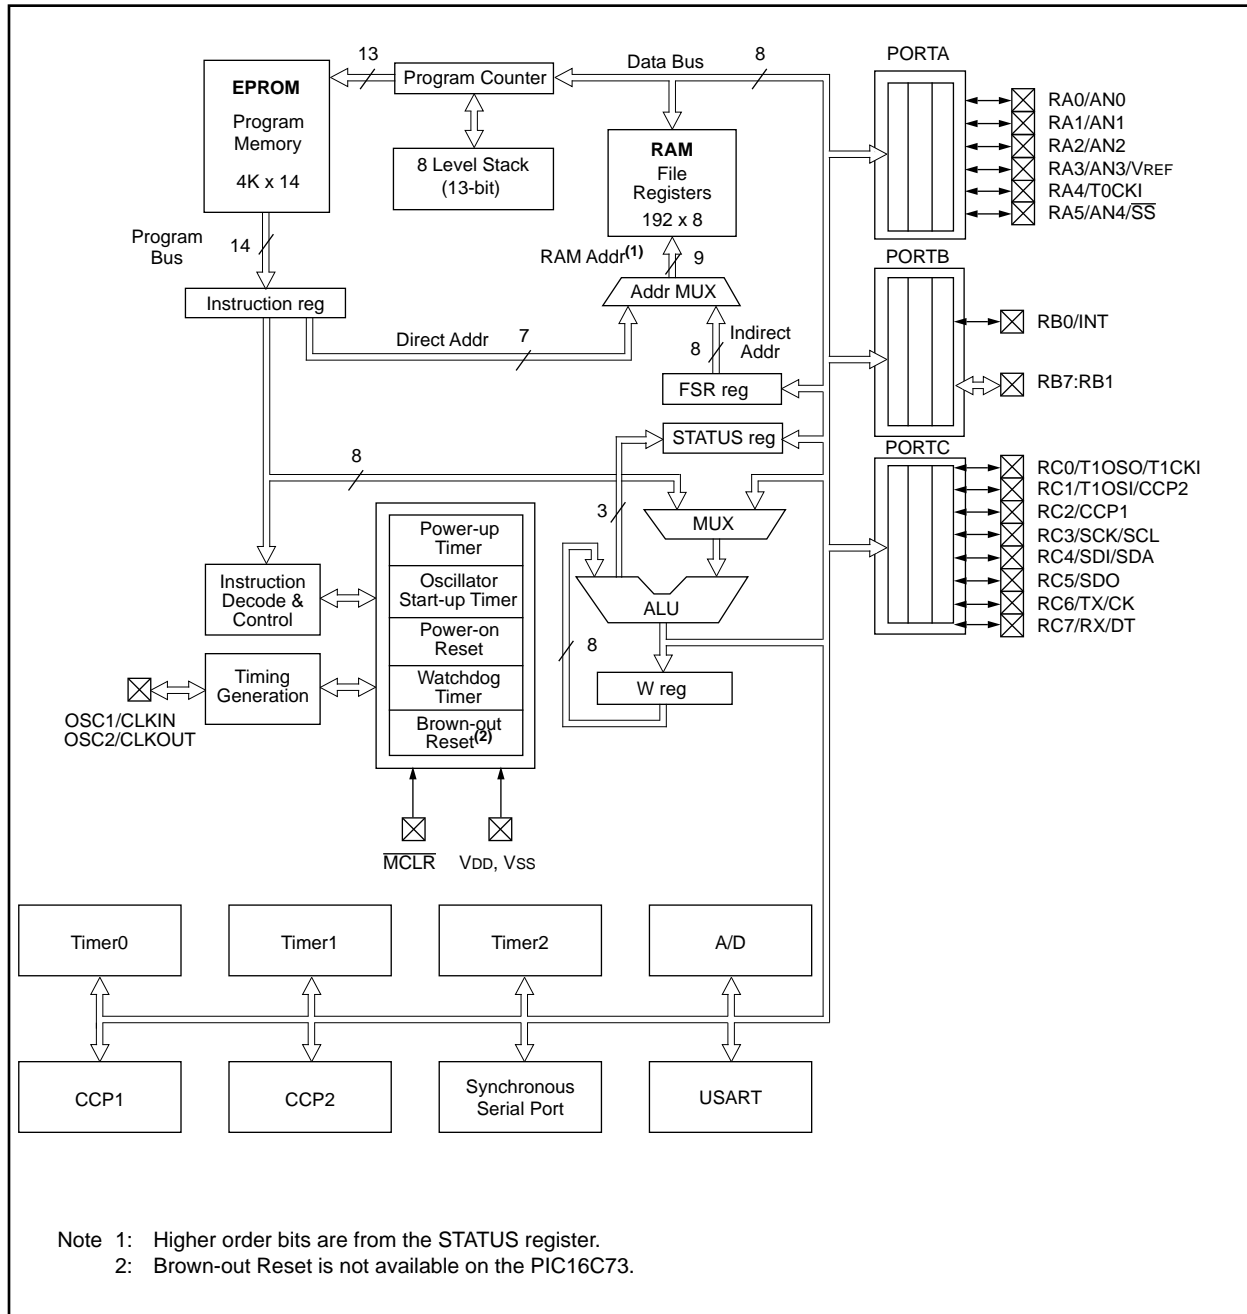 13
Data Bus
8
PORTA
EPROM
Program
Memory
4K x 14
Program Counter
8 Level Stack
(13-bit)
RAM
File
Registers
192 x 8
RA0/AN0
RA1/AN1
RA2/AN2
RA3/AN3/VREF
RA4/T0CKI
RA5/AN4/SS
Program
Bus
14
RAM Addr(1)
9
PORTB
Instruction reg
Addr MUX
Direct Addr
7
8
Indirect
Addr
RB0/INT
RB7:RB1
FSR reg
STATUS reg
PORTC
8
3
MUX
RC0/T1OSO/T1CKI
RC1/T1OSI/CCP2
RC2/CCP1
RC3/SCK/SCL
RC4/SDI/SDA
RC5/SDO
RC6/TX/CK
RC7/RX/DT
Power-up
Timer
Oscillator
Start-up Timer
Power-on
Reset
Watchdog
Timer
Brown-out
Reset(2)
Instruction
Decode &
Control
ALU
8
W reg
Timing
Generation
OSC1/CLKIN
OSC2/CLKOUT
MCLR
VDD, VSS
Timer0
Timer1
Timer2
A/D
CCP1
CCP2
Synchronous
Serial Port
USART
Note 1: Higher order bits are from the STATUS register.
2: Brown-out Reset is not available on the PIC16C73.